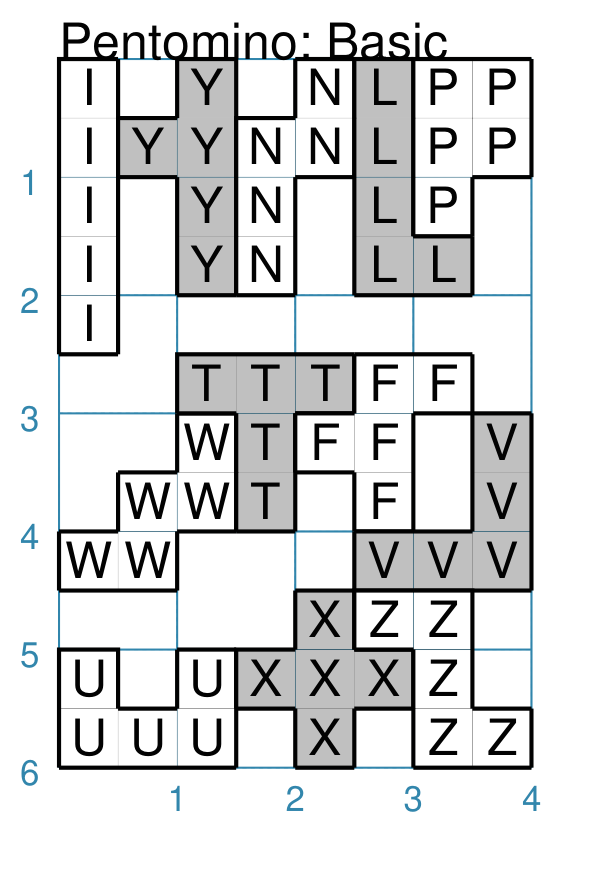 Pentomino: Basic
I Y N L P P
I Y Y N N L P P
1
I Y N L P
I Y N L L
2
I
T T T F F
3
W T F F V
W W T F V
4
W W V V V
X Z Z
5
U U X X X Z
U U U X Z Z
6
1 2 3 4